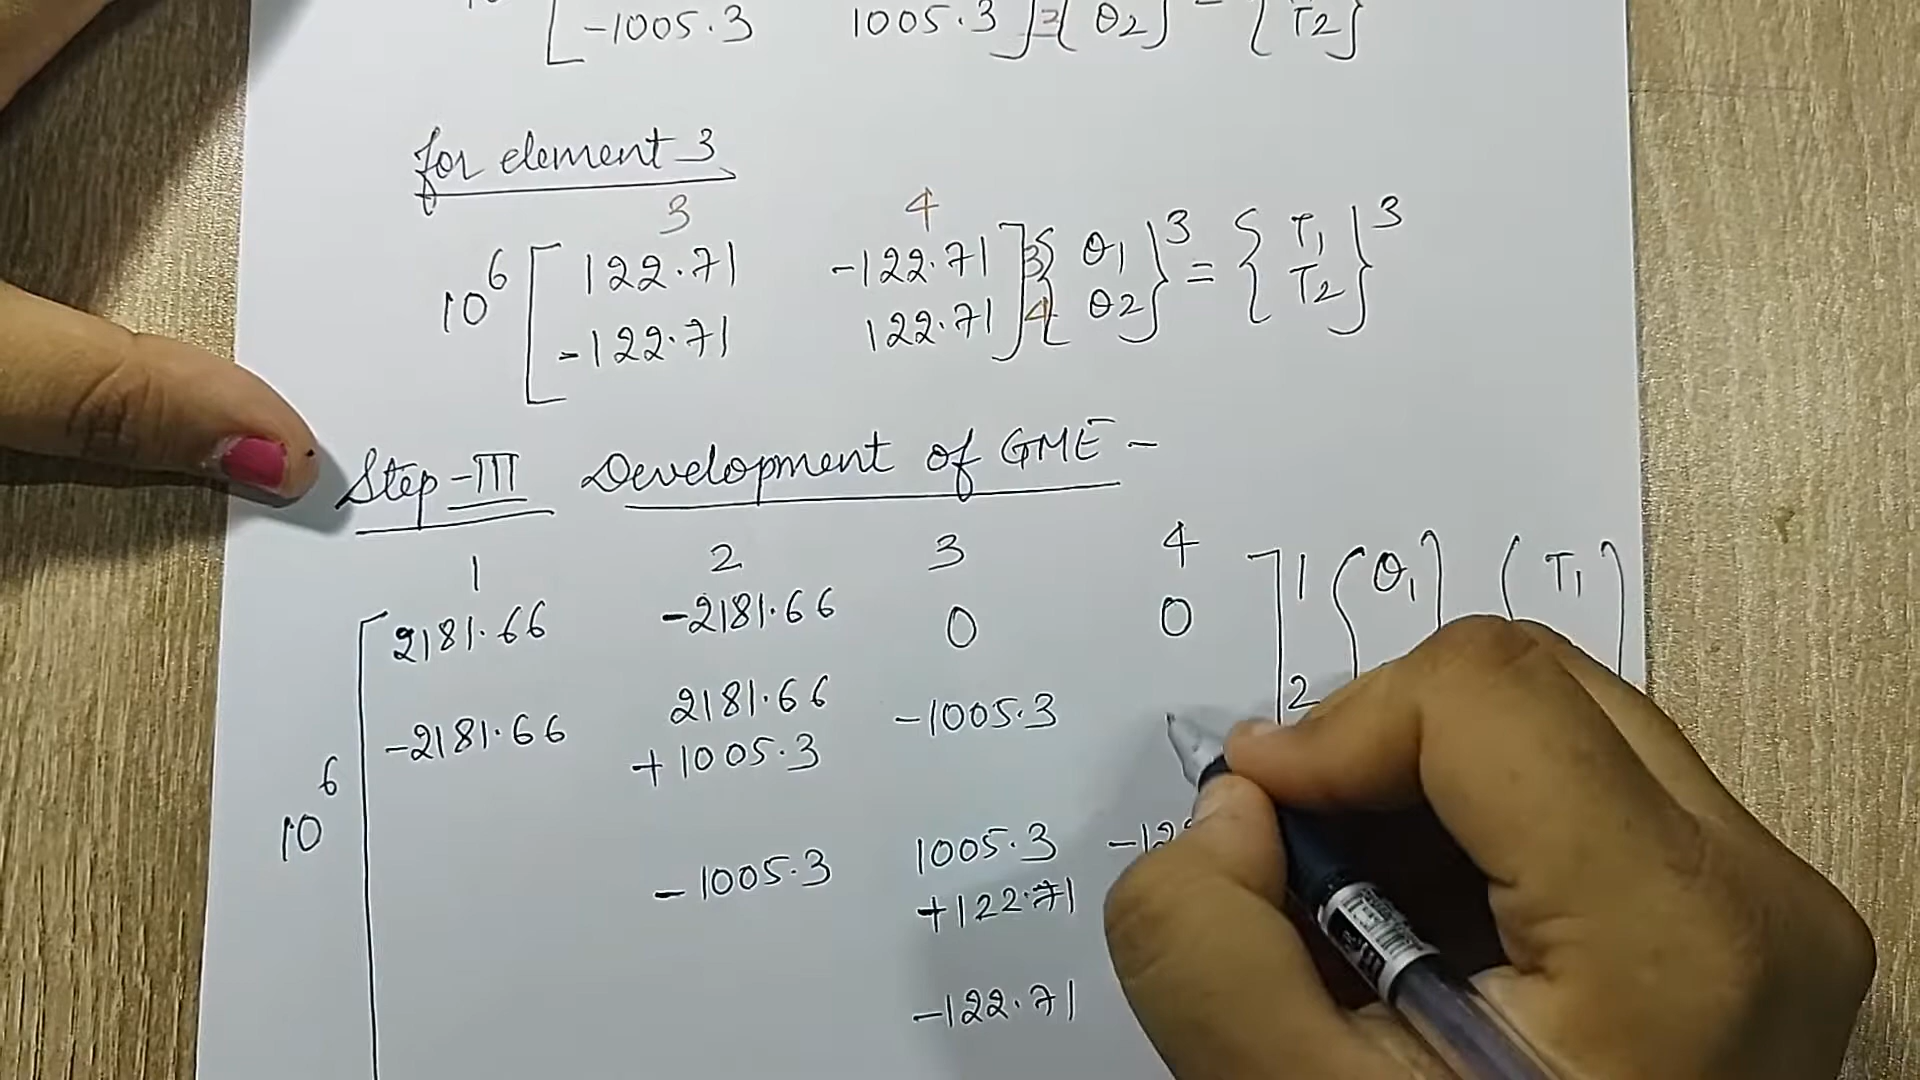 -1005.3 1005.3 ] 2 { θ2 } = { T2 }
for element 3
3 4
10^6 [ 122.71 -122.71 ] 3 { θ1 }^3 = { T1 }^3
-122.71 122.71 4 θ2 T2
Step-III Development of GME-
1 2 3 4
2181.66 -2181.66 0 0 1 θ1 T1
-2181.66 2181.66 -1005.3 2
+1005.3
10^6
-1005.3 1005.3
+122.71
-122.71